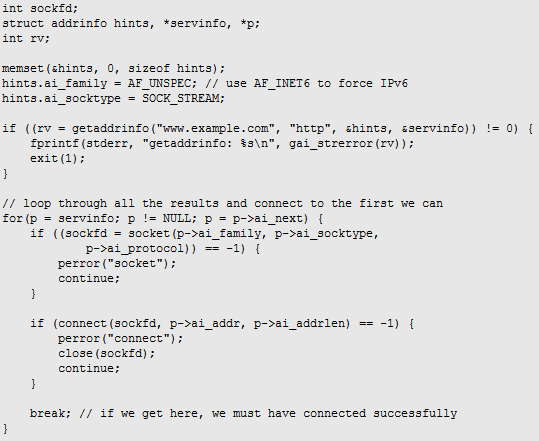 int sockfd;
struct addrinfo hints, *servinfo, *p;
int rv;

memset(&hints, 0, sizeof hints);
hints.ai_family = AF_UNSPEC; // use AF_INET6 to force IPv6
hints.ai_socktype = SOCK_STREAM;

if ((rv = getaddrinfo("www.example.com", "http", &hints, &servinfo)) != 0) {
    fprintf(stderr, "getaddrinfo: %s\n", gai_strerror(rv));
    exit(1);
}

// loop through all the results and connect to the first we can
for(p = servinfo; p != NULL; p = p->ai_next) {
    if ((sockfd = socket(p->ai_family, p->ai_socktype,
            p->ai_protocol)) == -1) {
        perror("socket");
        continue;
    }

    if (connect(sockfd, p->ai_addr, p->ai_addrlen) == -1) {
        perror("connect");
        close(sockfd);
        continue;
    }

    break; // if we get here, we must have connected successfully
}